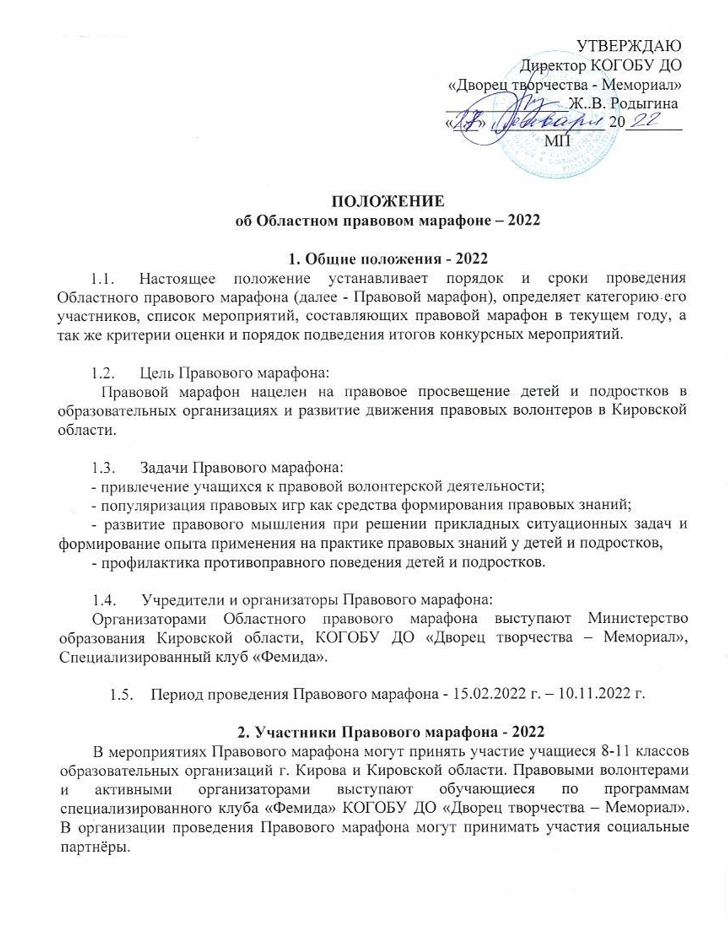 УТВЕРЖДАЮ
Директор КОГОБУ ДО
«Дворец творчества - Мемориал»
Ж..В. Родыгина
«27» января 2022
МП
ПОЛОЖЕНИЕ
об Областном правовом марафоне – 2022
1. Общие положения - 2022
1.1. Настоящее положение устанавливает порядок и сроки проведения
Областного правового марафона (далее - Правовой марафон), определяет категорию его
участников, список мероприятий, составляющих правовой марафон в текущем году, а
так же критерии оценки и порядок подведения итогов конкурсных мероприятий.
1.2. Цель Правового марафона:
Правовой марафон нацелен на правовое просвещение детей и подростков в
образовательных организациях и развитие движения правовых волонтеров в Кировской
области.
1.3. Задачи Правового марафона:
- привлечение учащихся к правовой волонтерской деятельности;
- популяризация правовых игр как средства формирования правовых знаний;
- развитие правового мышления при решении прикладных ситуационных задач и
формирование опыта применения на практике правовых знаний у детей и подростков,
- профилактика противоправного поведения детей и подростков.
1.4. Учредители и организаторы Правового марафона:
Организаторами Областного правового марафона выступают Министерство
образования Кировской области, КОГОБУ ДО «Дворец творчества – Мемориал»,
Специализированный клуб «Фемида».
1.5. Период проведения Правового марафона - 15.02.2022 г. – 10.11.2022 г.
2. Участники Правового марафона - 2022
В мероприятиях Правового марафона могут принять участие учащиеся 8-11 классов
образовательных организаций г. Кирова и Кировской области. Правовыми волонтерами
и активными организаторами выступают обучающиеся по программам
специализированного клуба «Фемида» КОГОБУ ДО «Дворец творчества – Мемориал».
В организации проведения Правового марафона могут принимать участия социальные
партнёры.